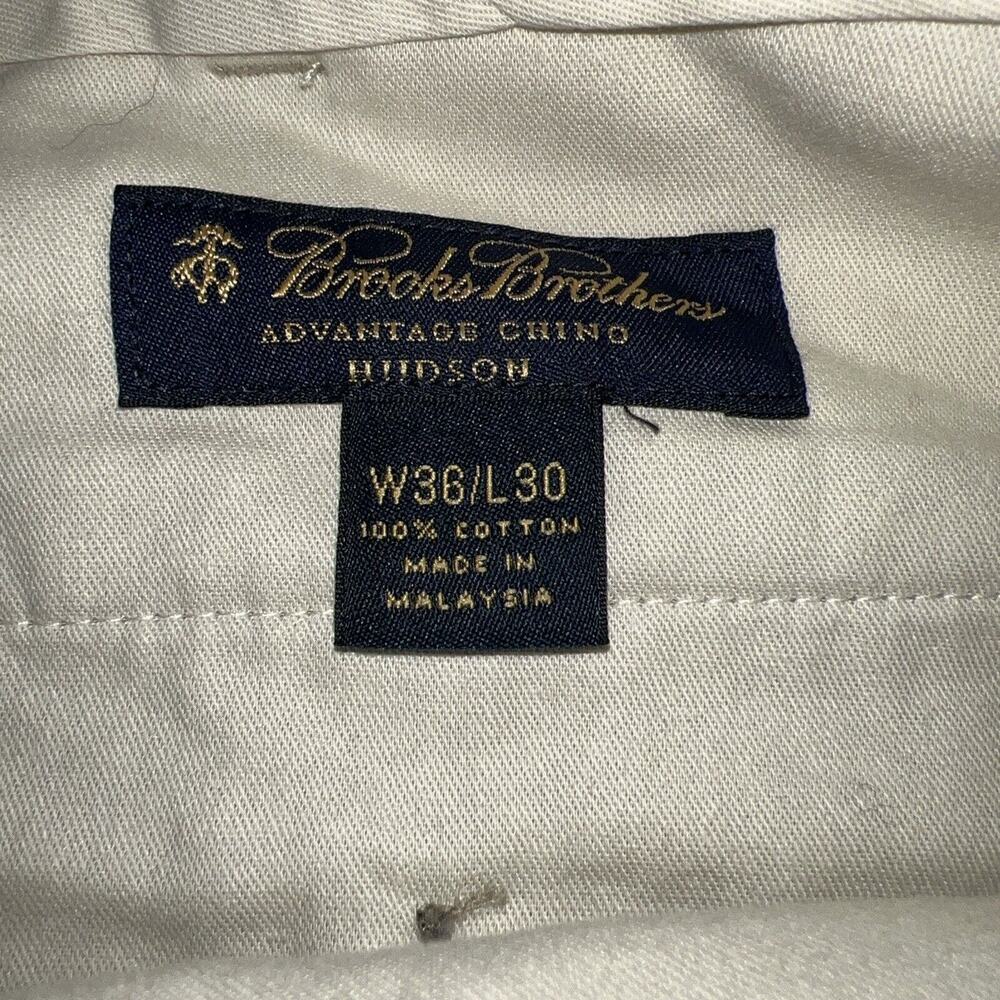 Brooks Brothers
ADVANTAGE CHINO
HUDSON
W36/L30
100% COTTON
MADE IN
MALAYSIA